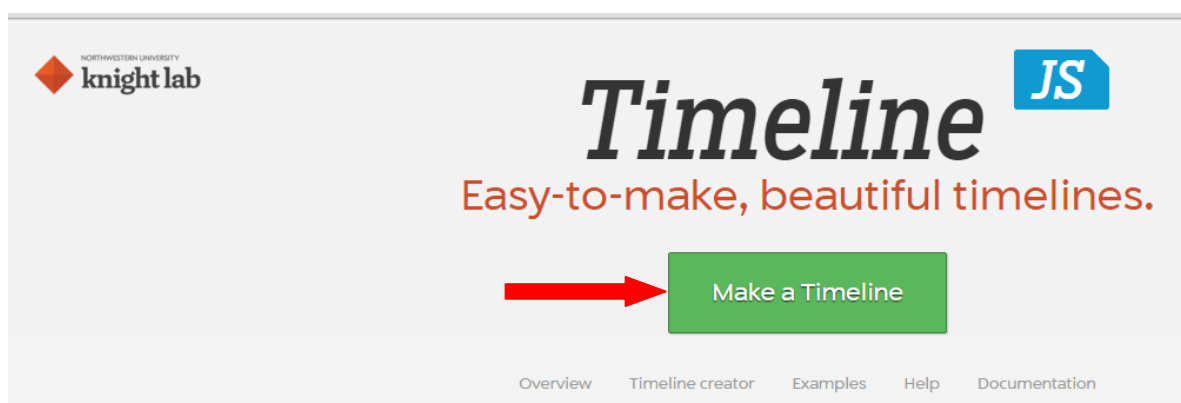 NORTHWESTERN UNIVERSITY
knight lab
Timeline JS
Easy-to-make, beautiful timelines.
Make a Timeline
Overview Timeline creator Examples Help Documentation